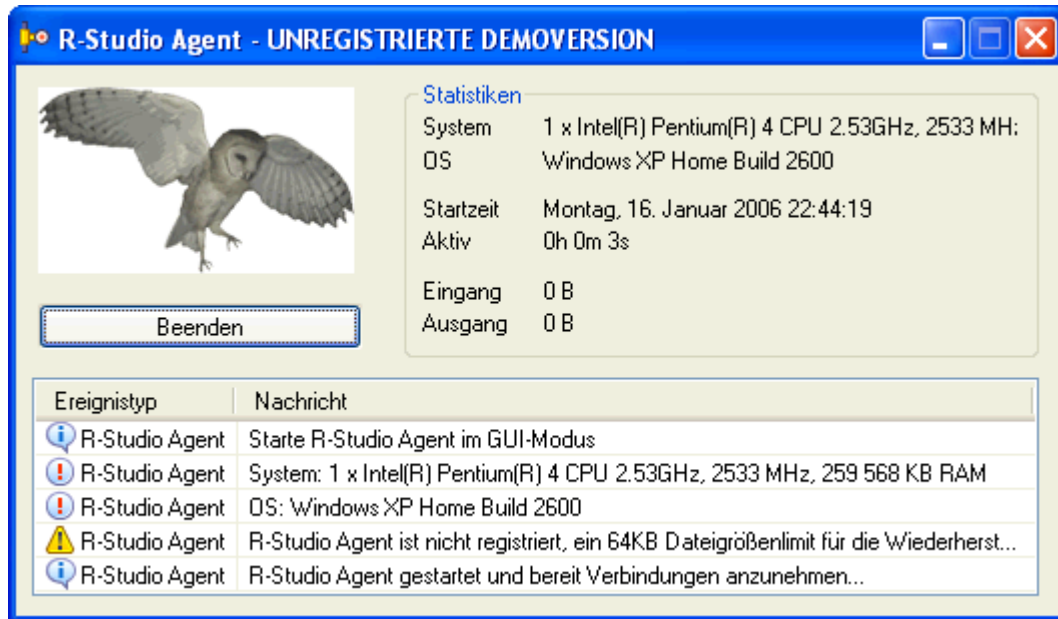 R-Studio Agent - UNREGISTRIERTE DEMOVERSION
Statistiken
System 1 x Intel(R) Pentium(R) 4 CPU 2.53GHz, 2533 MH:
OS Windows XP Home Build 2600
Startzeit Montag, 16. Januar 2006 22:44:19
Aktiv 0h 0m 3s
Eingang 0 B
Ausgang 0 B
Beenden
Ereignistyp Nachricht
R-Studio Agent Starte R-Studio Agent im GUI-Modus
R-Studio Agent System: 1 x Intel(R) Pentium(R) 4 CPU 2.53GHz, 2533 MHz, 259 568 KB RAM
R-Studio Agent OS: Windows XP Home Build 2600
R-Studio Agent R-Studio Agent ist nicht registriert, ein 64KB Dateigrößenlimit für die Wiederherst...
R-Studio Agent R-Studio Agent gestartet und bereit Verbindungen anzunehmen...